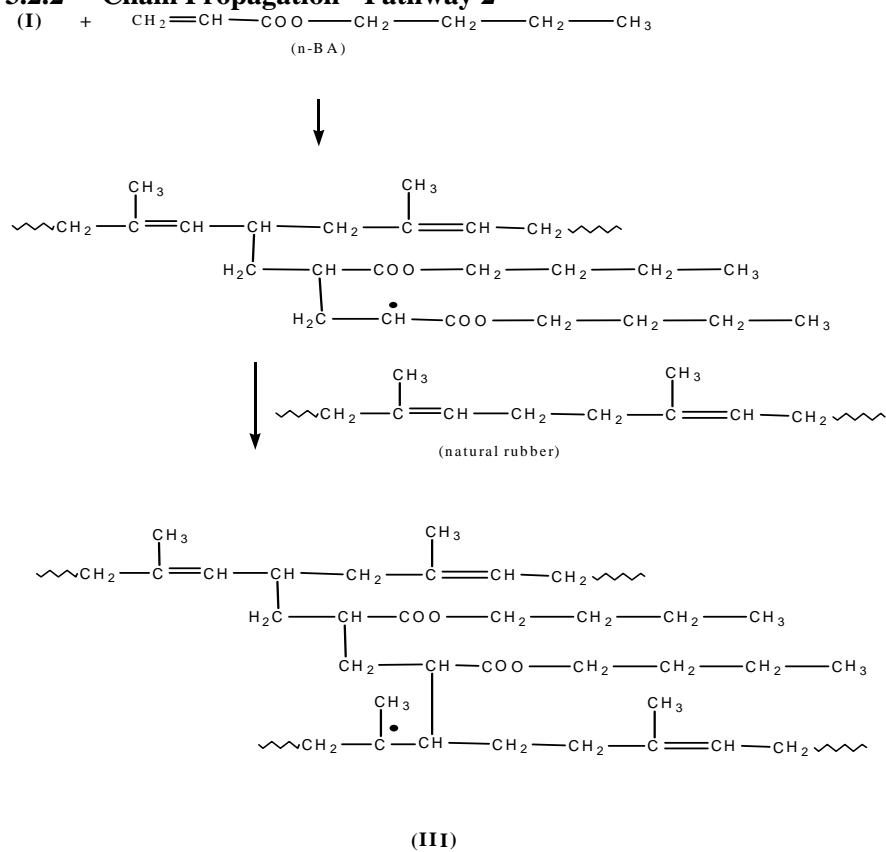 3.2.2 Chain Propagation - Pathway 2
(I) + CH2 CH COO CH2 CH2 CH2 CH3
(n-BA)
CH3 CH3
CH2 C CH CH CH2 C CH CH2
H2C CH COO CH2 CH2 CH2 CH3
H2C CH COO CH2 CH2 CH2 CH3
CH3 CH3
CH2 C CH CH2 CH2 C CH CH2
(natural rubber)
CH3 CH3
CH2 C CH CH CH2 C CH CH2
H2C CH COO CH2 CH2 CH2 CH3
CH2 CH COO CH2 CH2 CH2 CH3
CH3 CH3
CH2 C CH CH2 CH2 C CH CH2
(III)